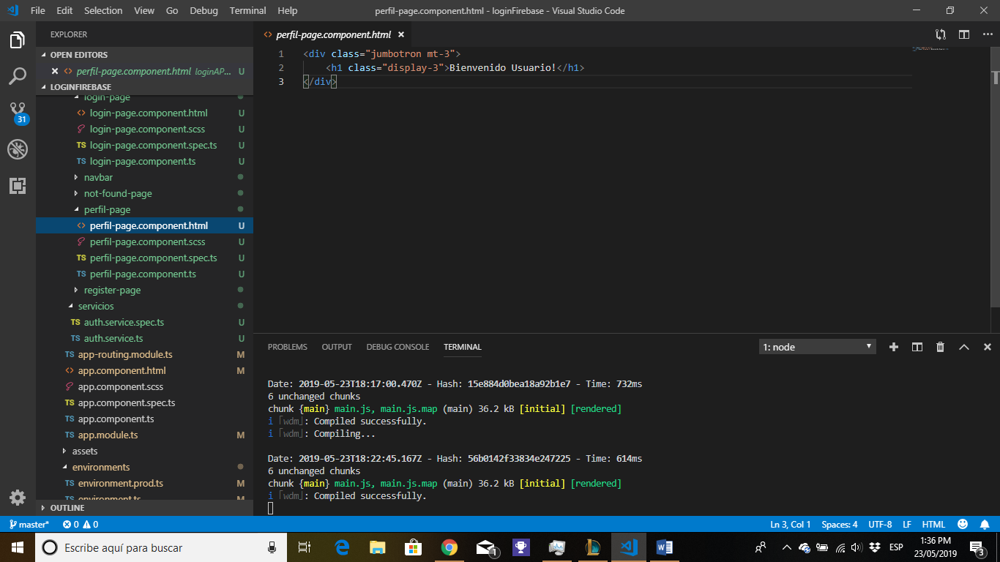 File Edit Selection View Go Debug Terminal Help
perfil-page.component.html - loginFirebase - Visual Studio Code
EXPLORER
OPEN EDITORS
perfil-page.component.html loginAP... U
LOGINFIREBASE
login-page
login-page.component.html U
login-page.component.scss U
TS login-page.component.spec.ts U
TS login-page.component.ts U
navbar
not-found-page
perfil-page
perfil-page.component.html U
perfil-page.component.scss U
TS perfil-page.component.spec.ts U
TS perfil-page.component.ts U
register-page
servicios
TS auth.service.spec.ts U
TS auth.service.ts U
TS app-routing.module.ts M
app.component.html M
app.component.scss
TS app.component.spec.ts
TS app.component.ts
TS app.module.ts M
assets
environments
TS environment.prod.ts M
TS environment.ts M
OUTLINE
31
perfil-page.component.html
1 <div class="jumbotron mt-3">
2 <h1 class="display-3">Bienvenido Usuario!</h1>
3 </div>
PROBLEMS OUTPUT DEBUG CONSOLE TERMINAL
1: node
Date: 2019-05-23T18:17:00.470Z - Hash: 15e884d0bea18a92b1e7 - Time: 732ms
6 unchanged chunks
chunk {main} main.js, main.js.map (main) 36.2 kB [initial] [rendered]
i ｢wdm｣: Compiled successfully.
i ｢wdm｣: Compiling...
Date: 2019-05-23T18:22:45.167Z - Hash: 56b0142f33834e247225 - Time: 614ms
6 unchanged chunks
chunk {main} main.js, main.js.map (main) 36.2 kB [initial] [rendered]
i ｢wdm｣: Compiled successfully.
master* 0 0
Ln 3, Col 1 Spaces: 4 UTF-8 LF HTML
Escribe aquí para buscar
1
ESP
1:36 PM
23/05/2019
3